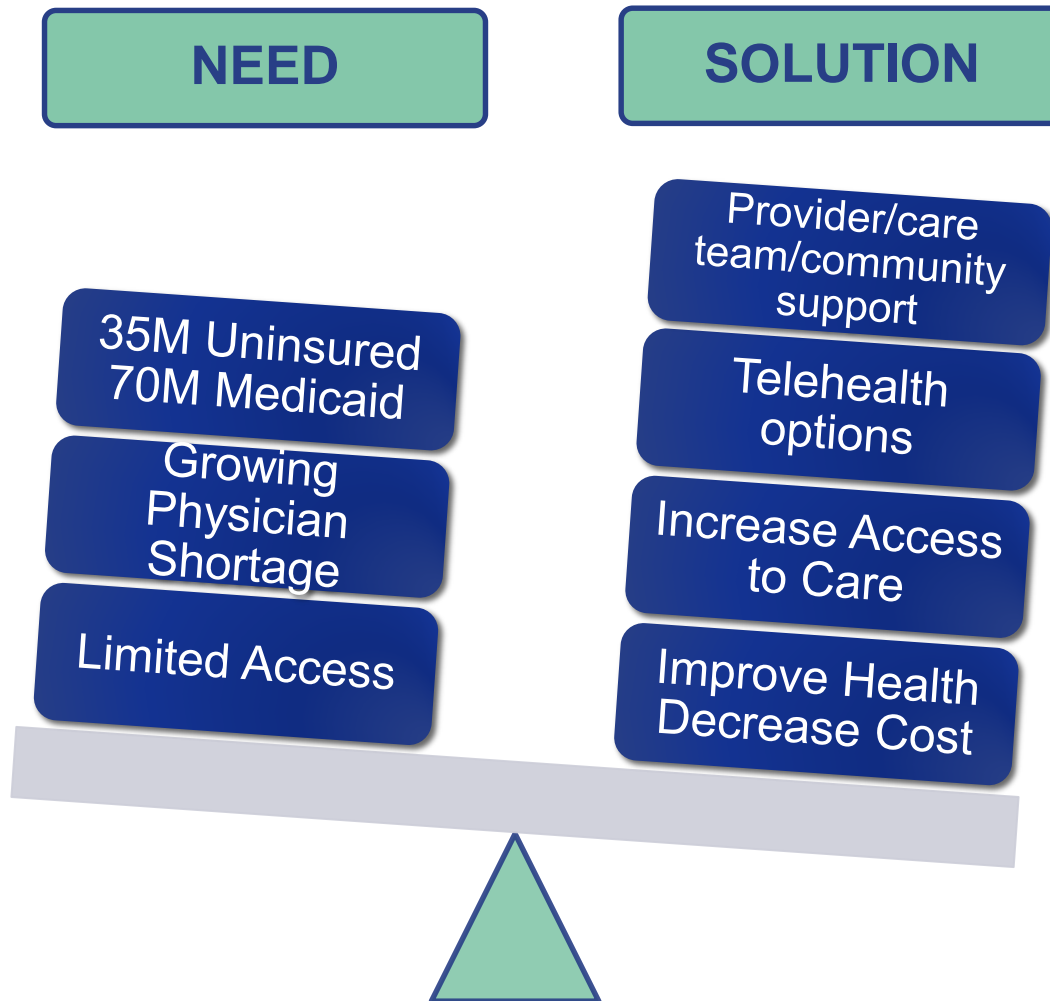 NEED
35M Uninsured
70M Medicaid
Growing
Physician
Shortage
Limited Access
SOLUTION
Provider/care
team/community
support
Telehealth
options
Increase Access
to Care
Improve Health
Decrease Cost